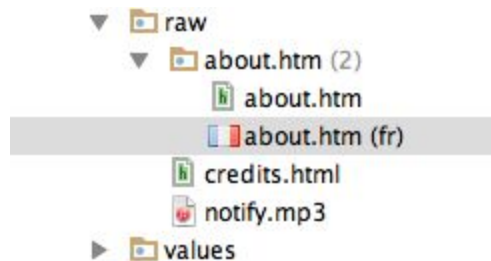 raw
about.htm (2)
about.htm
about.htm (fr)
credits.html
notify.mp3
values